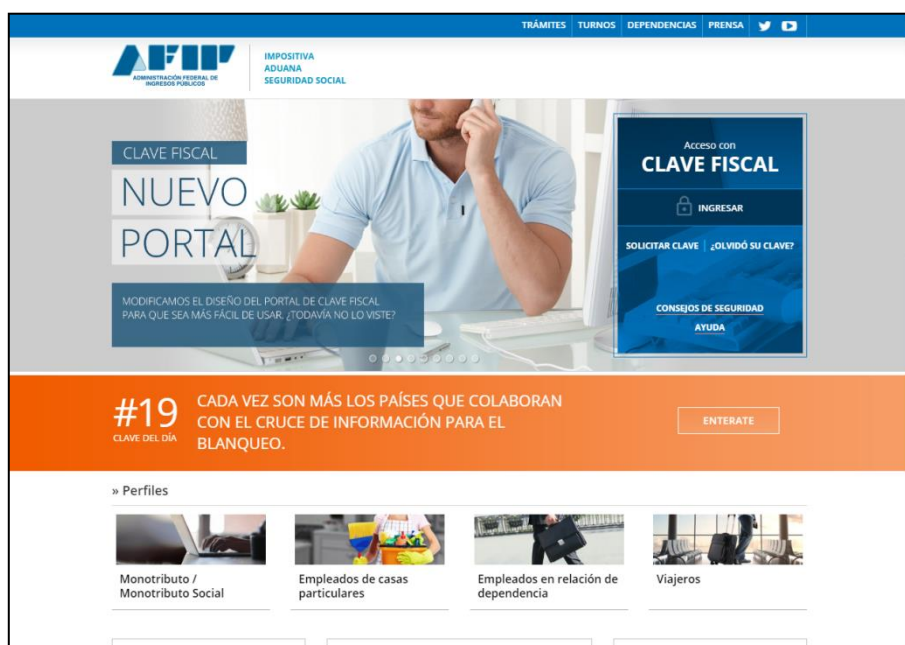 TRÁMITES TURNOS DEPENDENCIAS PRENSA
AFIP
ADMINISTRACIÓN FEDERAL DE
INGRESOS PÚBLICOS
IMPOSITIVA
ADUANA
SEGURIDAD SOCIAL
CLAVE FISCAL
NUEVO
PORTAL
MODIFICAMOS EL DISEÑO DEL PORTAL DE CLAVE FISCAL
PARA QUE SEA MÁS FÁCIL DE USAR. ¿TODAVÍA NO LO VISTE?
Acceso con
CLAVE FISCAL
INGRESAR
SOLICITAR CLAVE ¿OLVIDÓ SU CLAVE?
CONSEJOS DE SEGURIDAD
AYUDA
#19
CLAVE DEL DÍA
CADA VEZ SON MÁS LOS PAÍSES QUE COLABORAN
CON EL CRUCE DE INFORMACIÓN PARA EL
BLANQUEO.
ENTERATE
» Perfiles
Monotributo /
Monotributo Social
Empleados de casas
particulares
Empleados en relación de
dependencia
Viajeros